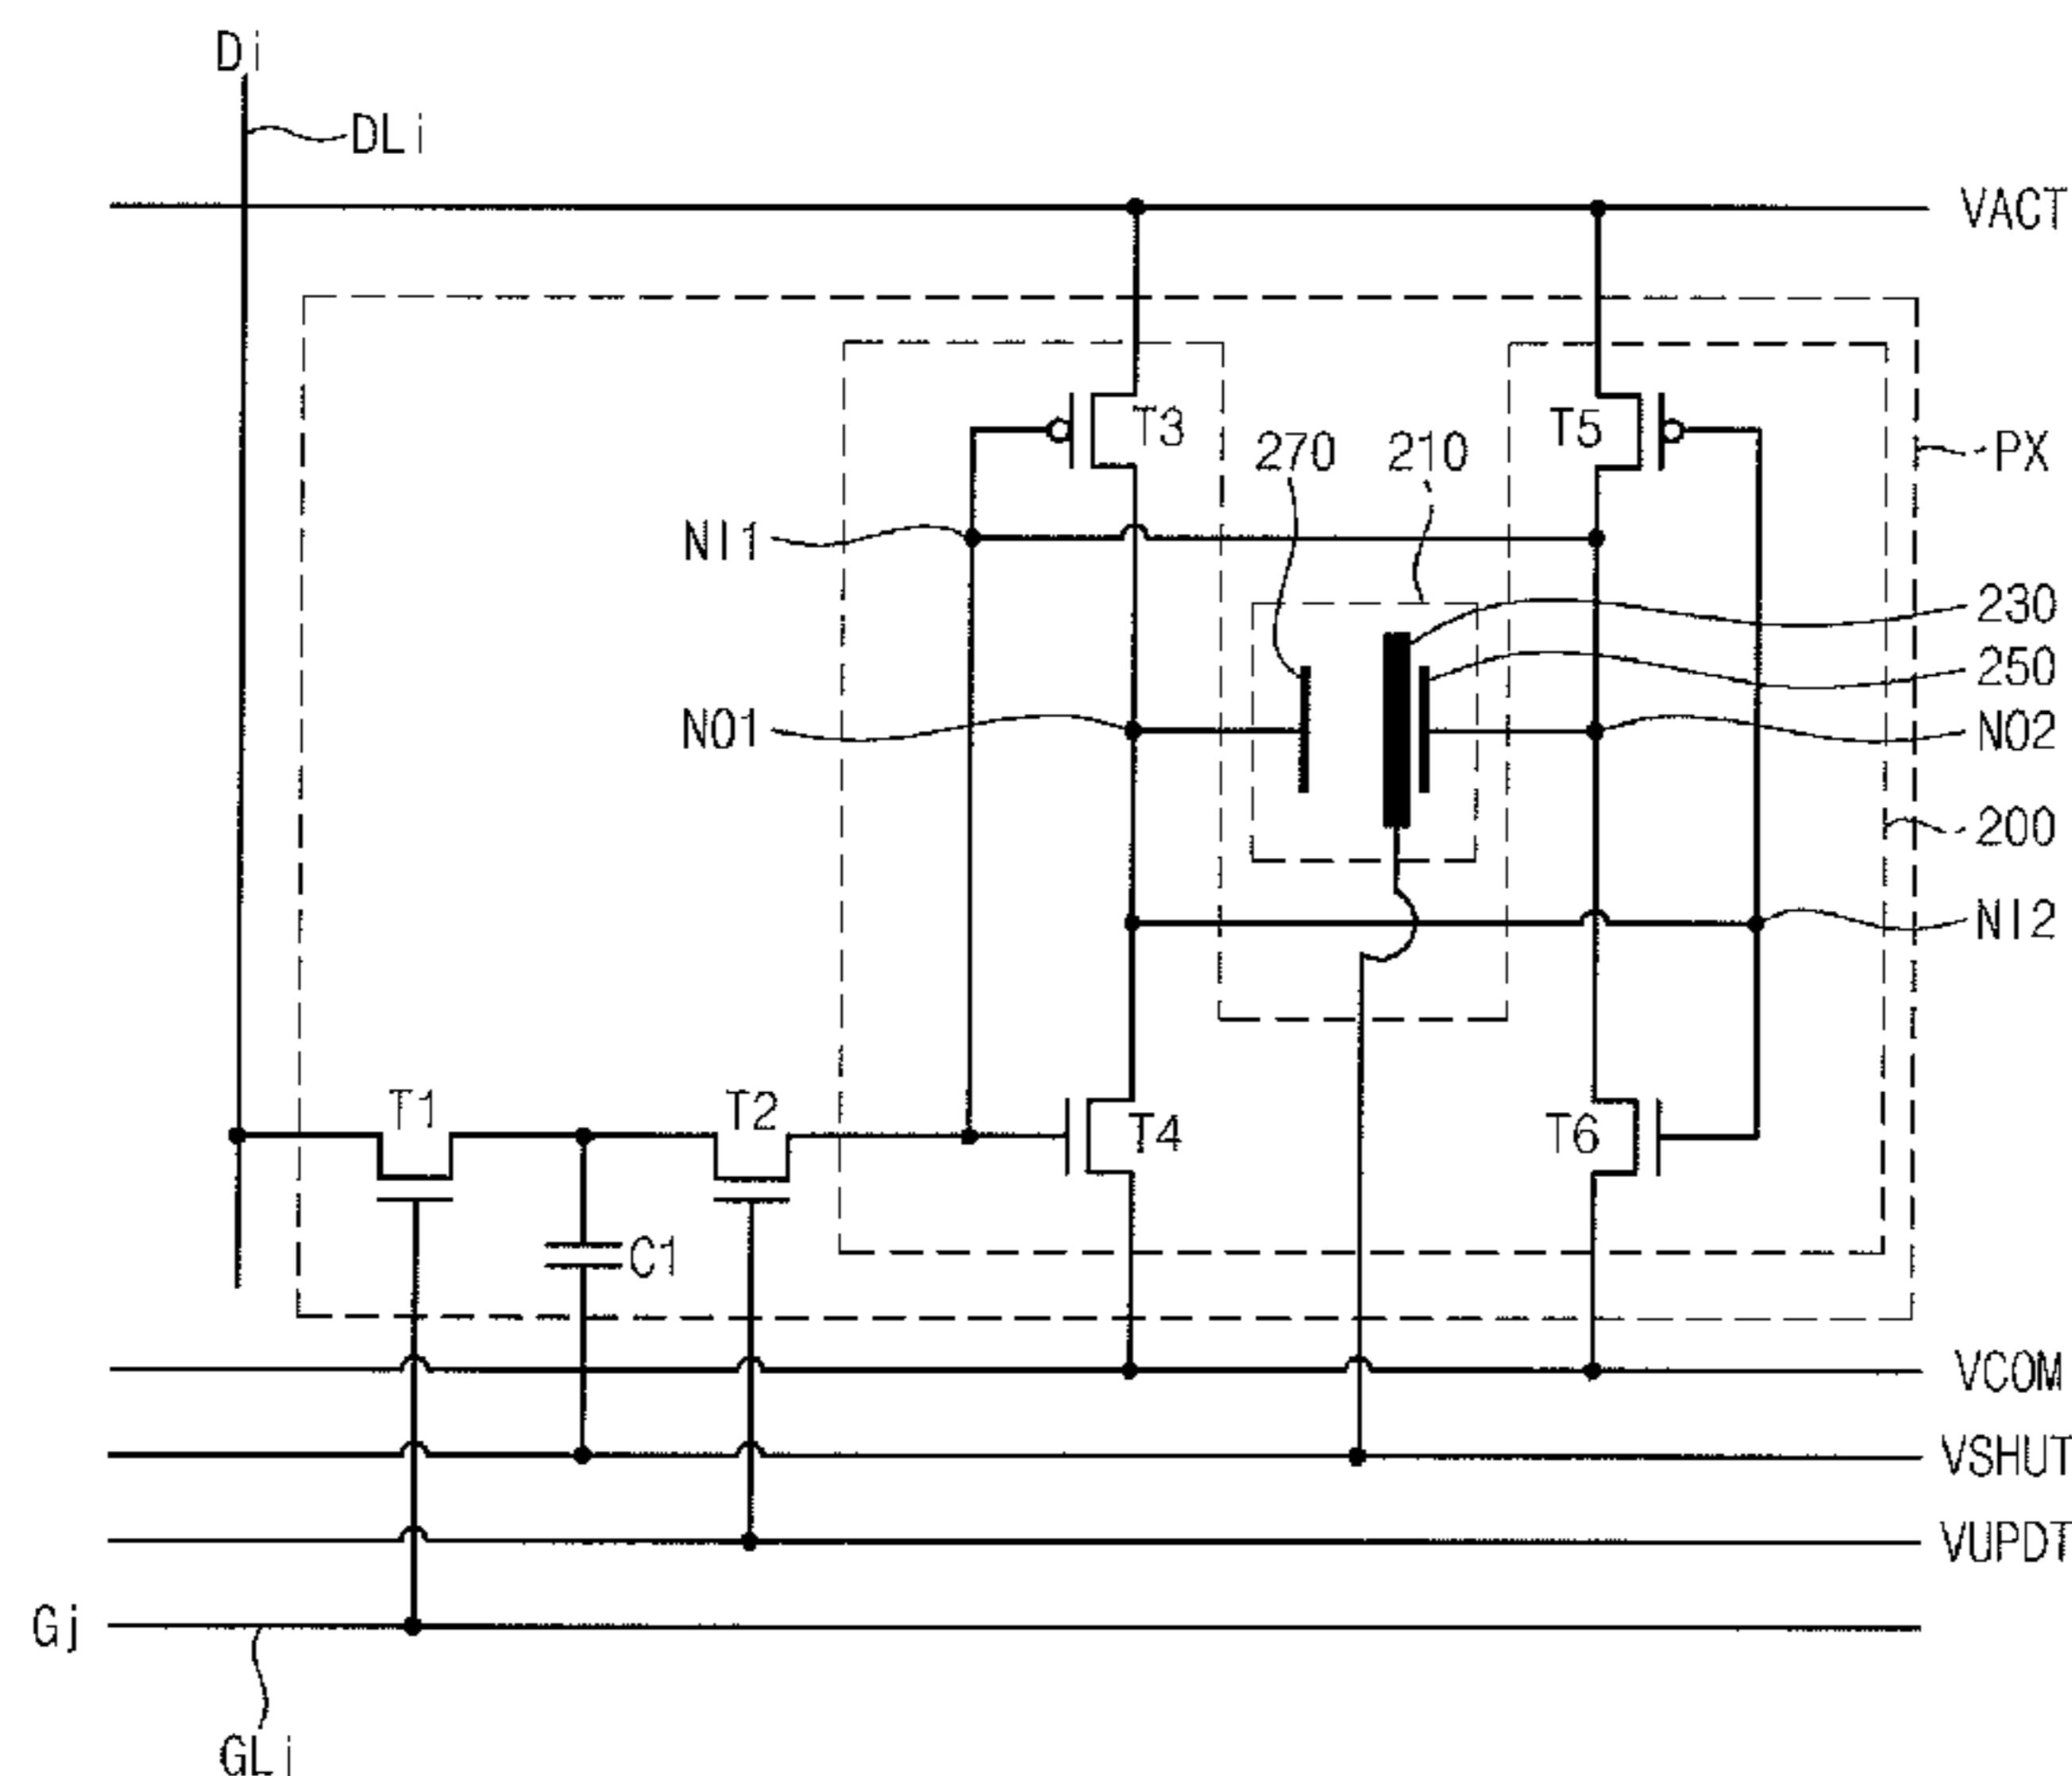 Di
DLi
VACT
T3
T5
270
210
PX
NI1
230
250
NO1
NO2
200
NI2
T1
T2
T4
T6
C1
VCOM
VSHUT
VUPDT
Gj
GLj